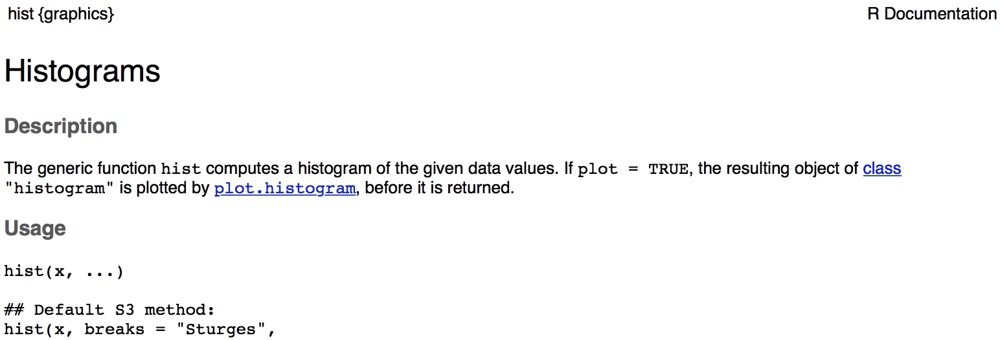 hist {graphics}
R Documentation
Histograms
Description
The generic function hist computes a histogram of the given data values. If plot = TRUE, the resulting object of class
"histogram" is plotted by plot.histogram, before it is returned.
Usage
hist(x, ...)
## Default S3 method:
hist(x, breaks = "Sturges",